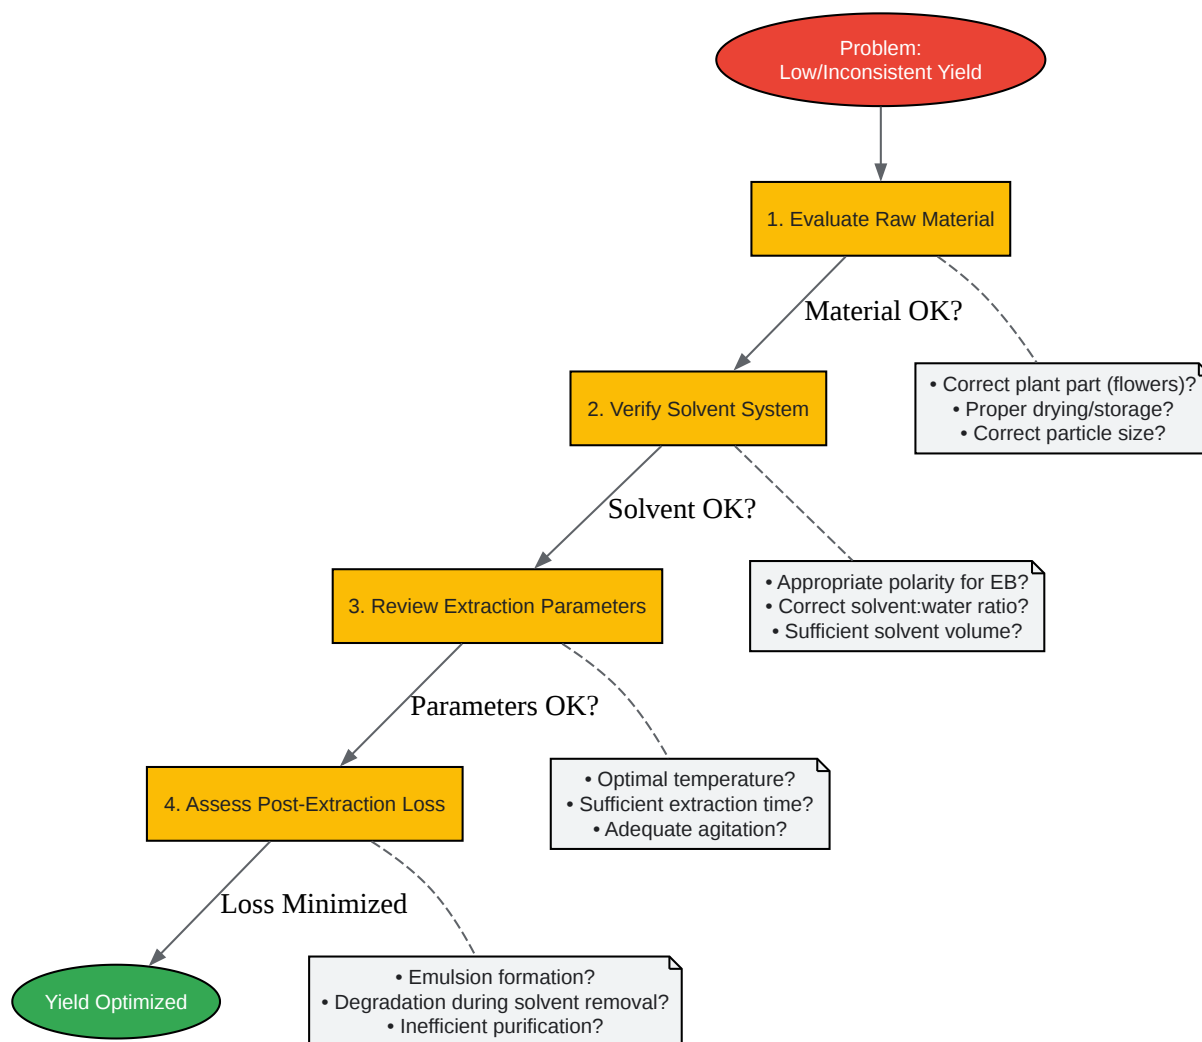 Problem:
Low/Inconsistent Yield
1. Evaluate Raw Material
Material OK?
• Correct plant part (flowers)?
• Proper drying/storage?
• Correct particle size?
2. Verify Solvent System
Solvent OK?
• Appropriate polarity for EB?
• Correct solvent:water ratio?
• Sufficient solvent volume?
3. Review Extraction Parameters
Parameters OK?
• Optimal temperature?
• Sufficient extraction time?
• Adequate agitation?
4. Assess Post-Extraction Loss
Loss Minimized
• Emulsion formation?
• Degradation during solvent removal?
• Inefficient purification?
Yield Optimized